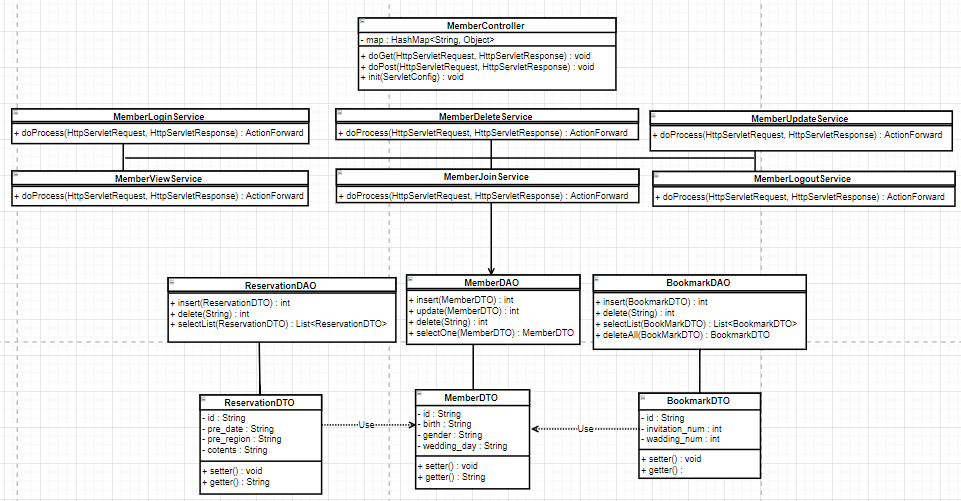 MemberController
- map : HashMap<String, Object>
+ doGet(HttpServletRequest, HttpServletResponse) : void
+ doPost(HttpServletRequest, HttpServletResponse) : void
+ init(ServletConfig) : void
MemberLoginService
+ doProcess(HttpServletRequest, HttpServletResponse) : ActionForward
MemberDeleteService
+ doProcess(HttpServletRequest, HttpServletResponse) : ActionForward
MemberUpdateService
+ doProcess(HttpServletRequest, HttpServletResponse) : ActionForward
MemberViewService
+ doProcess(HttpServletRequest, HttpServletResponse) : ActionForward
MemberJoinService
+ doProcess(HttpServletRequest, HttpServletResponse) : ActionForward
MemberLogoutService
+ doProcess(HttpServletRequest, HttpServletResponse) : ActionForward
ReservationDAO
+ insert(ReservationDTO) : int
+ delete(String) : int
+ selectList(ReservationDTO) : List<ReservationDTO>
MemberDAO
+ insert(MemberDTO) : int
+ update(MemberDTO) : int
+ delete(String) : int
+ selectOne(MemberDTO) : MemberDTO
BookmarkDAO
+ insert(BookmarkDTO) : int
+ delete(String) : int
+ selectList(BookMarkDTO) : List<BookmarkDTO>
+ deleteAll(BookMarkDTO) : BookmarkDTO
ReservationDTO
- id : String
- pre_date : String
- pre_region : String
- cotents : String
+ setter() : void
+ getter() : String
Use
MemberDTO
- id : String
- birth : String
- gender : String
- wedding_day : String
+ setter() : void
+ getter() : String
Use
BookmarkDTO
- id : String
- invitation_num : int
- wadding_num : int
+ setter() : void
+ getter() :